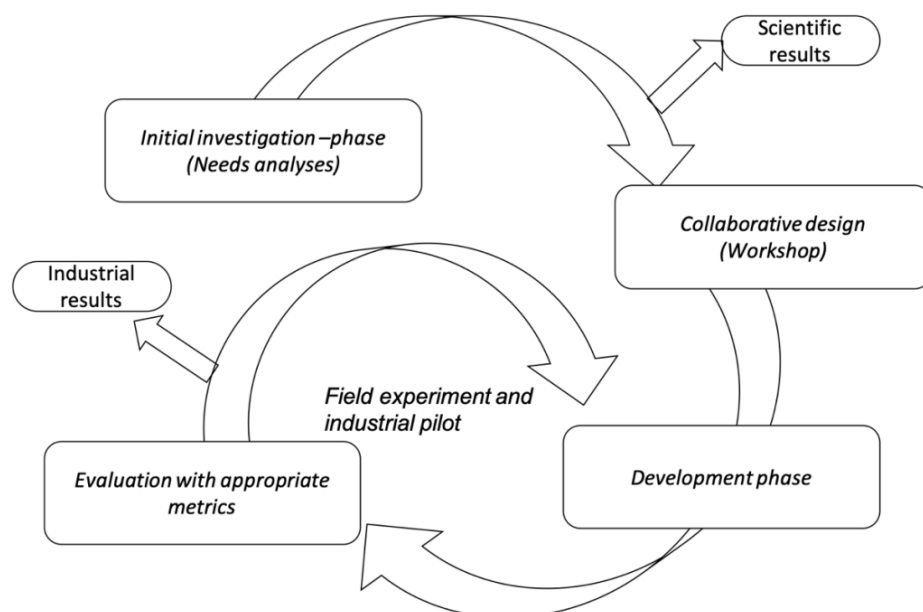 Scientific
results
Initial investigation –phase
(Needs analyses)
Collaborative design
(Workshop)
Industrial
results
Field experiment and
industrial pilot
Evaluation with appropriate
metrics
Development phase